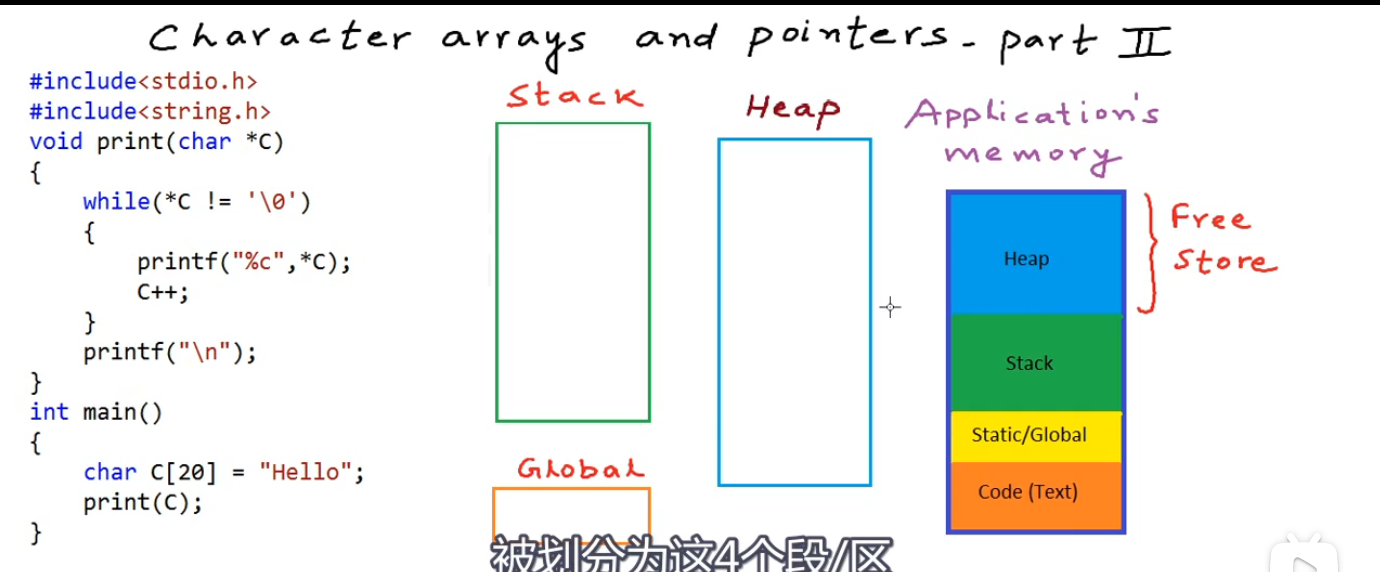 Character arrays and pointers - part II
#include<stdio.h>
#include<string.h>
void print(char *C)
{
    while(*C != '\0')
    {
        printf("%c",*C);
        C++;
    }
    printf("\n");
}
int main()
{
    char C[20] = "Hello";
    print(C);
}
Stack
Global
Heap
Application's
memory
Heap
Stack
Static/Global
Code (Text)
Free
Store
被划分为这4个段/区